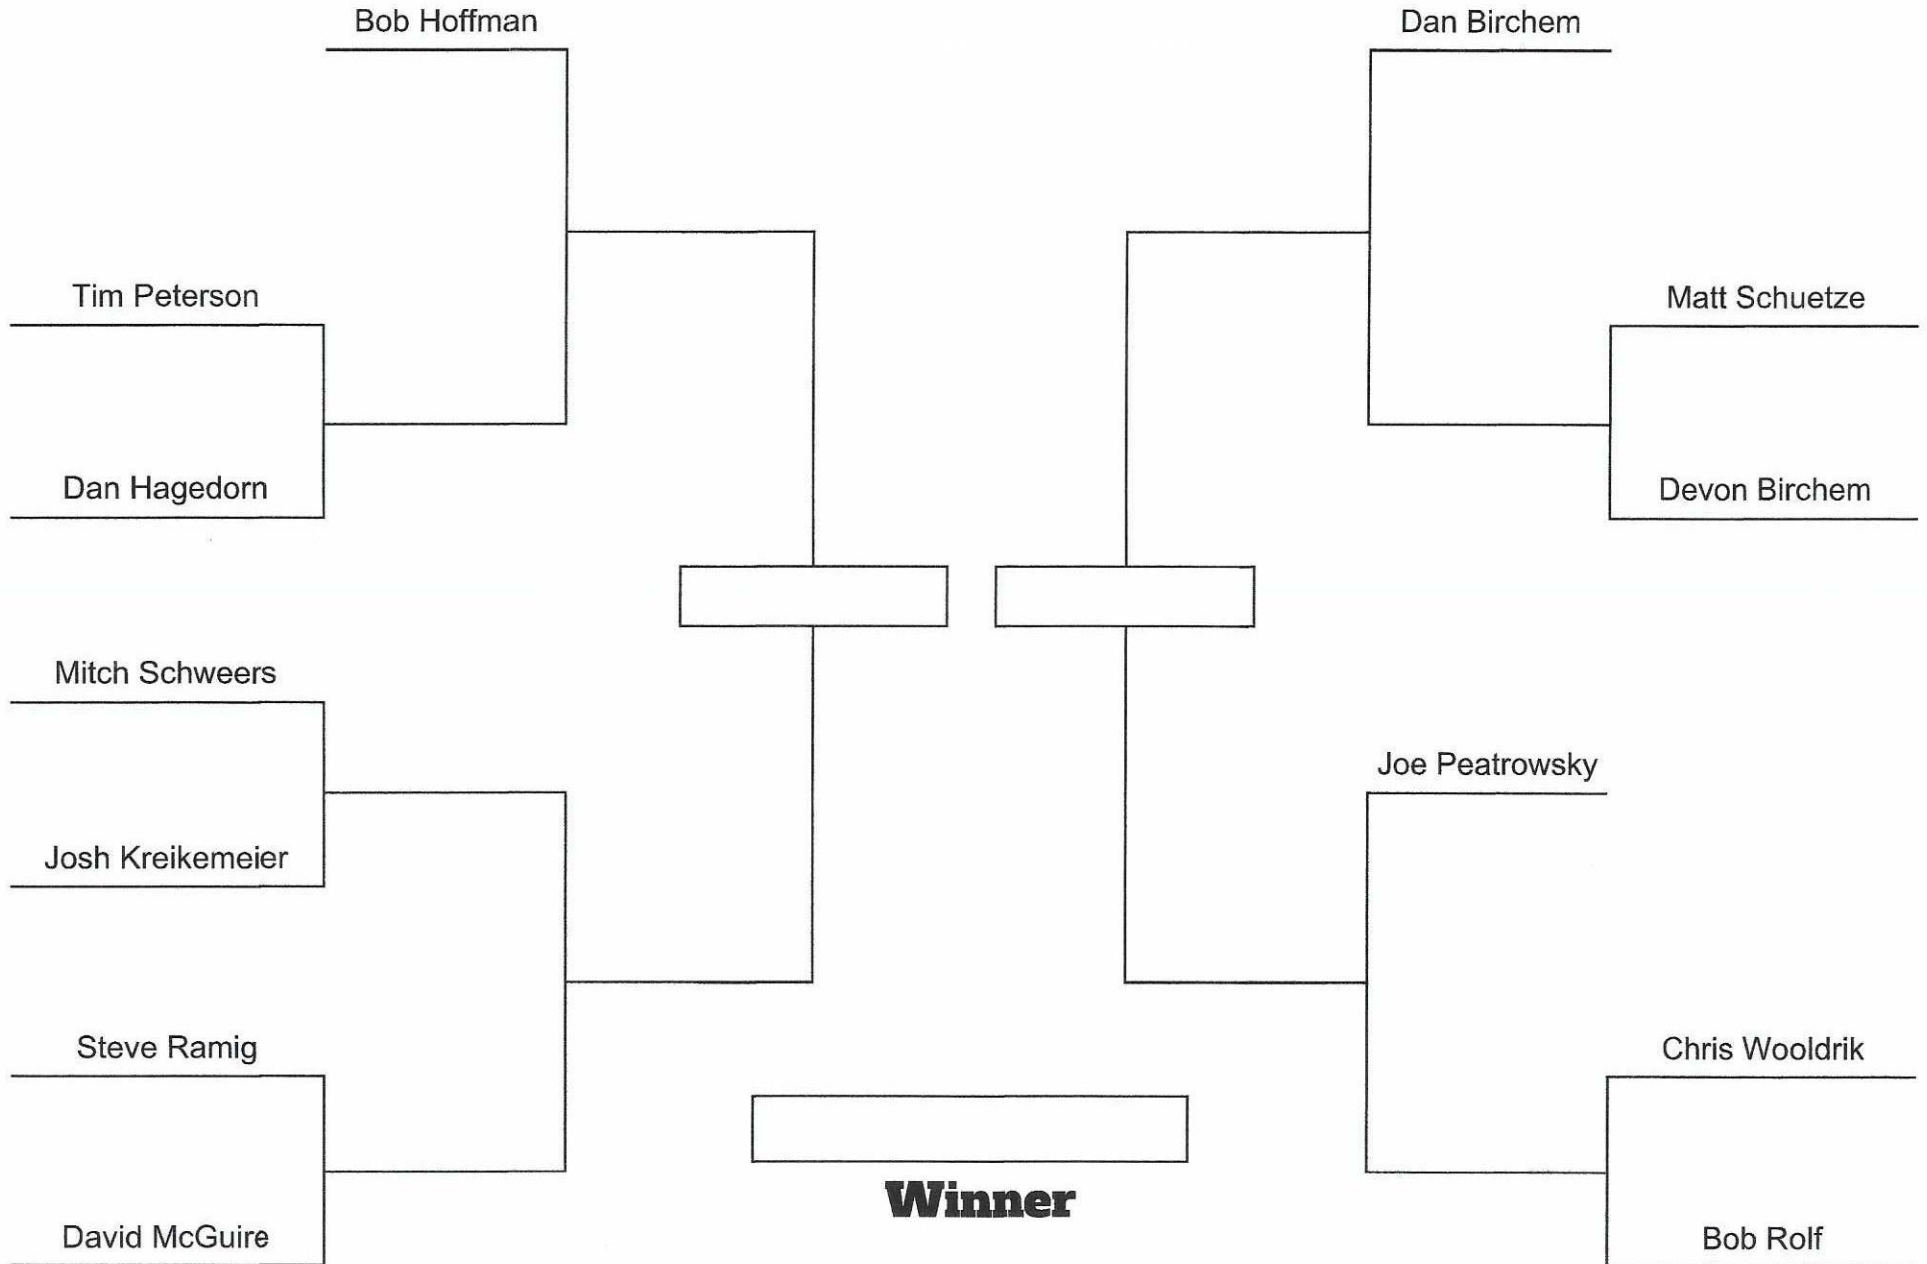 Bob Hoffman
Dan Birchem
Tim Peterson
Matt Schuetze
Dan Hagedorn
Devon Birchem
Mitch Schweers
Joe Peatrowsky
Josh Kreikemeier
Steve Ramig
Chris Wooldrik
Winner
David McGuire
Bob Rolf